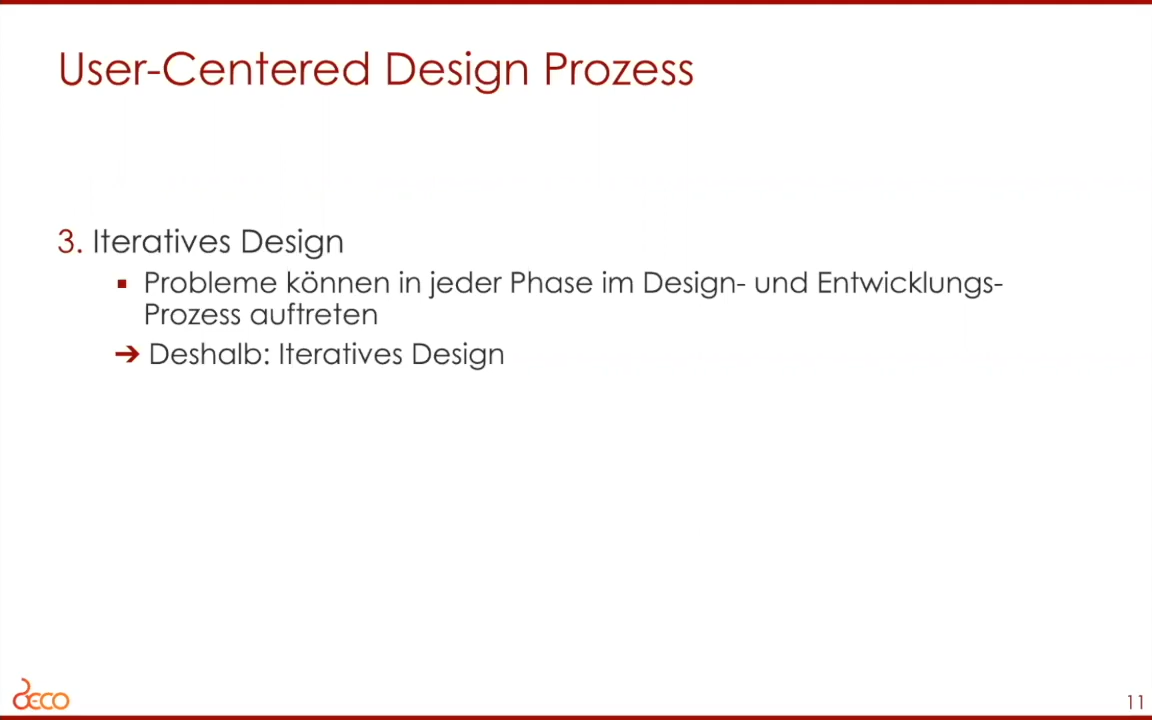 User-Centered Design Prozess
3. Iteratives Design
▪ Probleme können in jeder Phase im Design- und Entwicklungs-
Prozess auftreten
➔ Deshalb: Iteratives Design
DECO
11